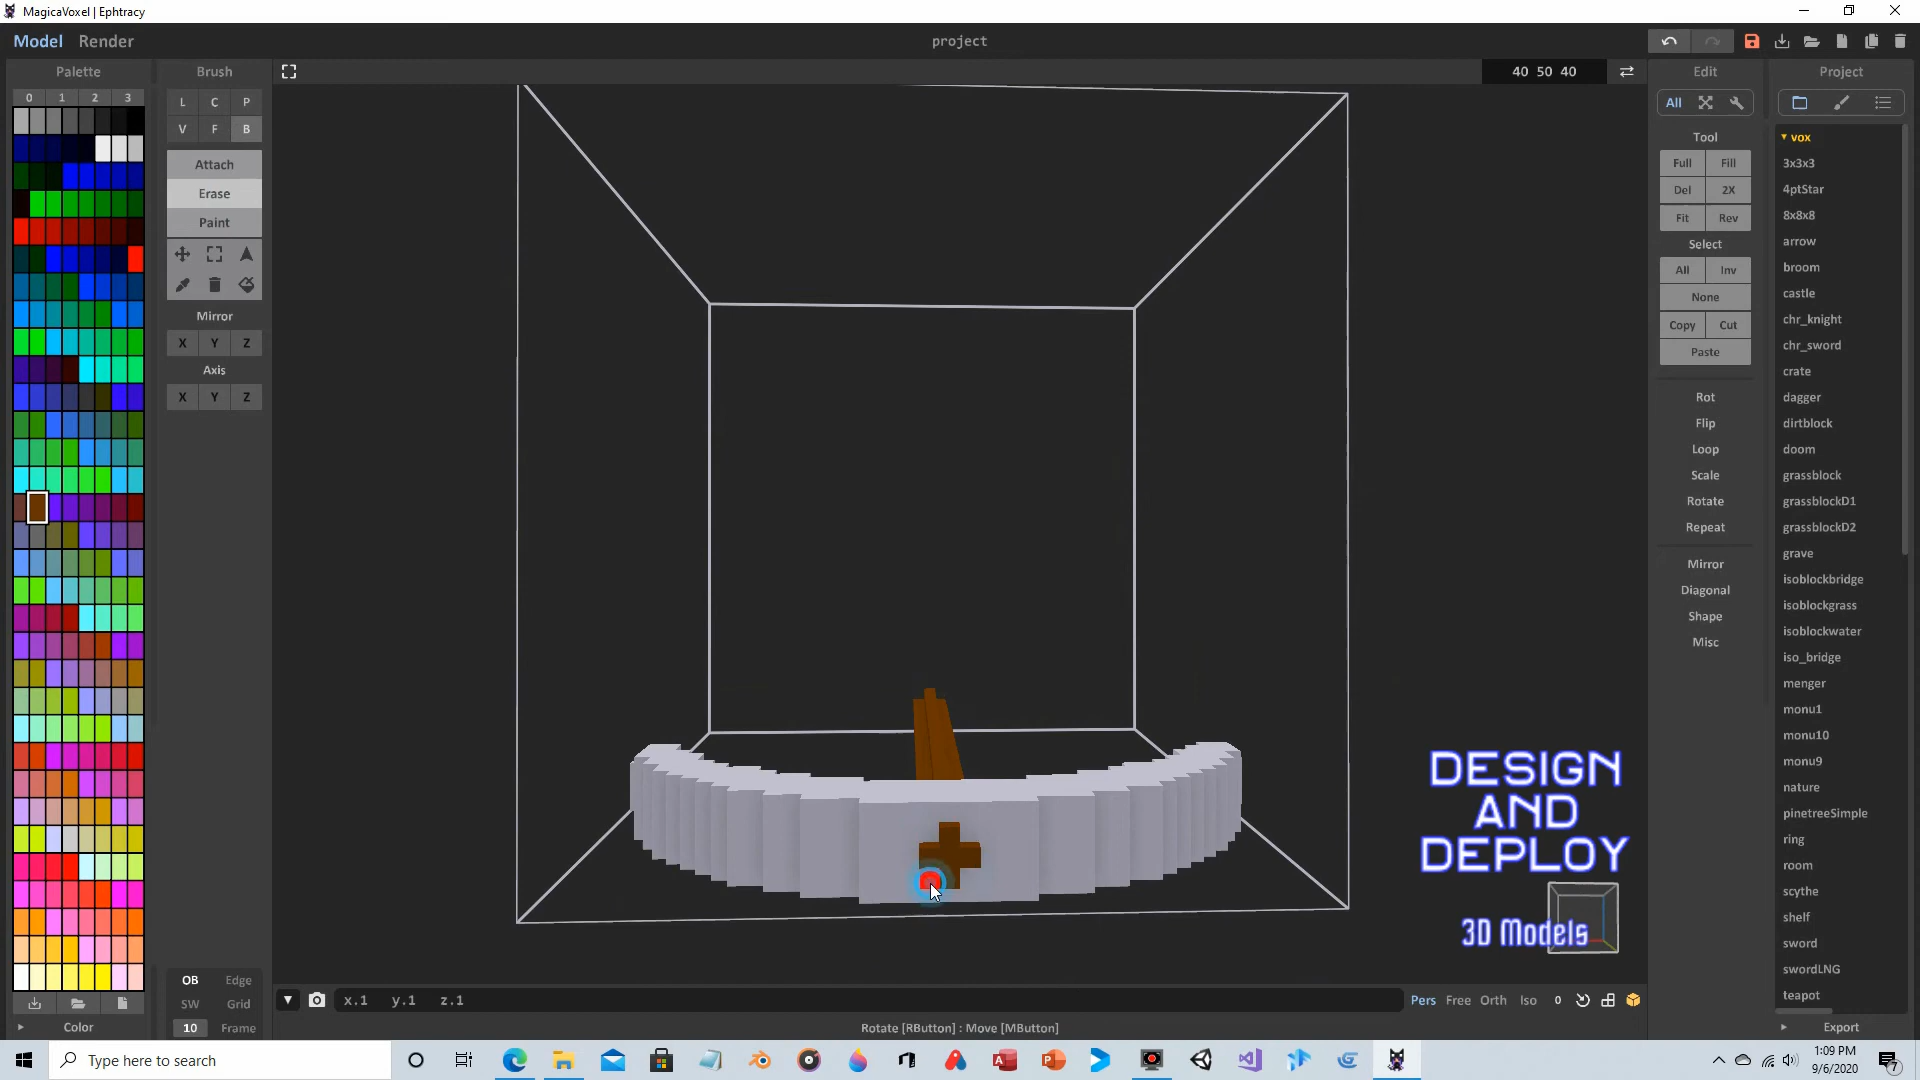 MagicaVoxel | Ephtracy
Model Render
project
Palette
Brush
40 50 40
Edit
Project
0 1 2 3
L C P
V F B
All
Attach
Erase
Paint
Tool
Full Fill
Del 2X
Fit Rev
Select
All Inv
None
Copy Cut
Paste
Rot
Flip
Loop
Scale
Rotate
Repeat
Mirror
Diagonal
Shape
Misc
Mirror
X Y Z
Axis
X Y Z
vox
3x3x3
4ptStar
8x8x8
arrow
broom
castle
chr_knight
chr_sword
crate
dagger
dirtblock
doom
grassblock
grassblockD1
grassblockD2
grave
isoblockbridge
isoblockgrass
isoblockwater
iso_bridge
menger
monu1
monu10
monu9
nature
pinetreeSimple
ring
room
scythe
shelf
sword
swordLNG
teapot
DESIGN
AND
DEPLOY
3D Models
OB Edge
SW Grid
10 Frame
Color
x.1 y.1 z.1
Pers Free Orth Iso 0
Rotate [RButton] : Move [MButton]
Export
Type here to search
1:09 PM
9/6/2020
7